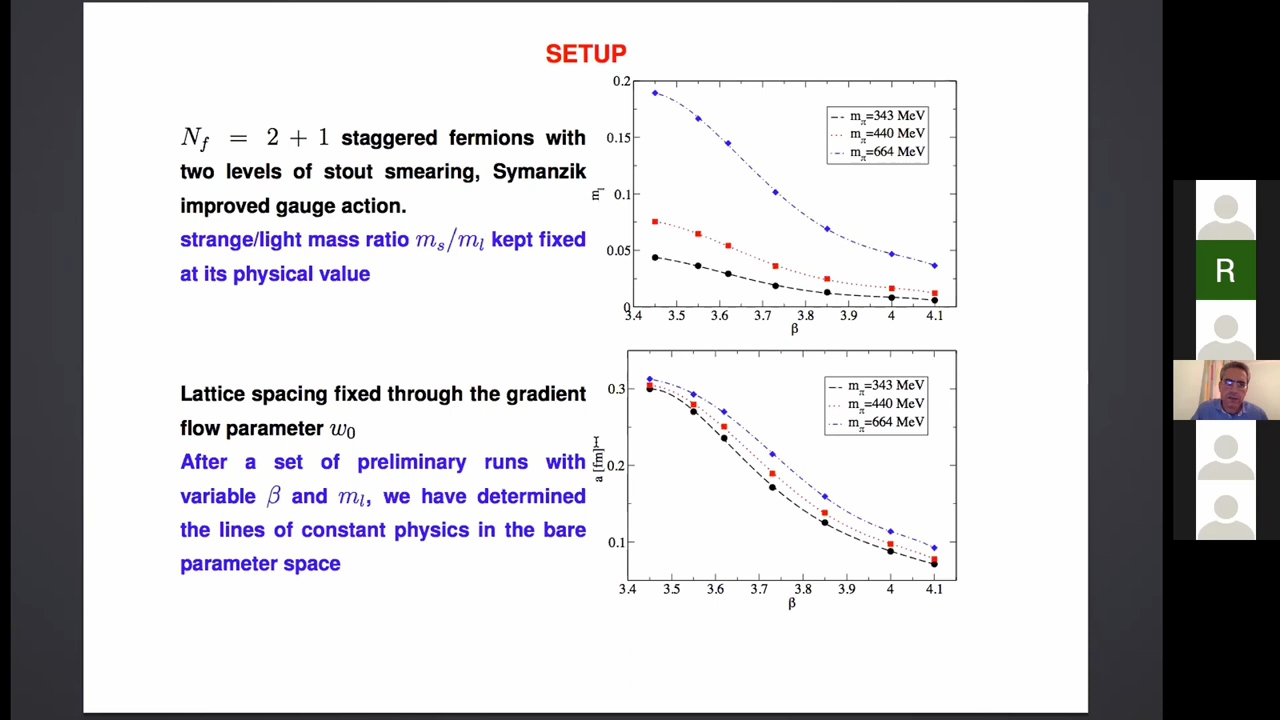 SETUP
N_f = 2 + 1 staggered fermions with
two levels of stout smearing, Symanzik
improved gauge action.
strange/light mass ratio m_s/m_l kept fixed
at its physical value
Lattice spacing fixed through the gradient
flow parameter w_0
After a set of preliminary runs with
variable β and m_l, we have determined
the lines of constant physics in the bare
parameter space
0.2
0.15
0.1
0.05
0
m_l
3.4 3.5 3.6 3.7 3.8 3.9 4 4.1
β
m_π=343 MeV
m_π=440 MeV
m_π=664 MeV
0.3
0.2
0.1
a [fm]
3.4 3.5 3.6 3.7 3.8 3.9 4 4.1
β
m_π=343 MeV
m_π=440 MeV
m_π=664 MeV
R